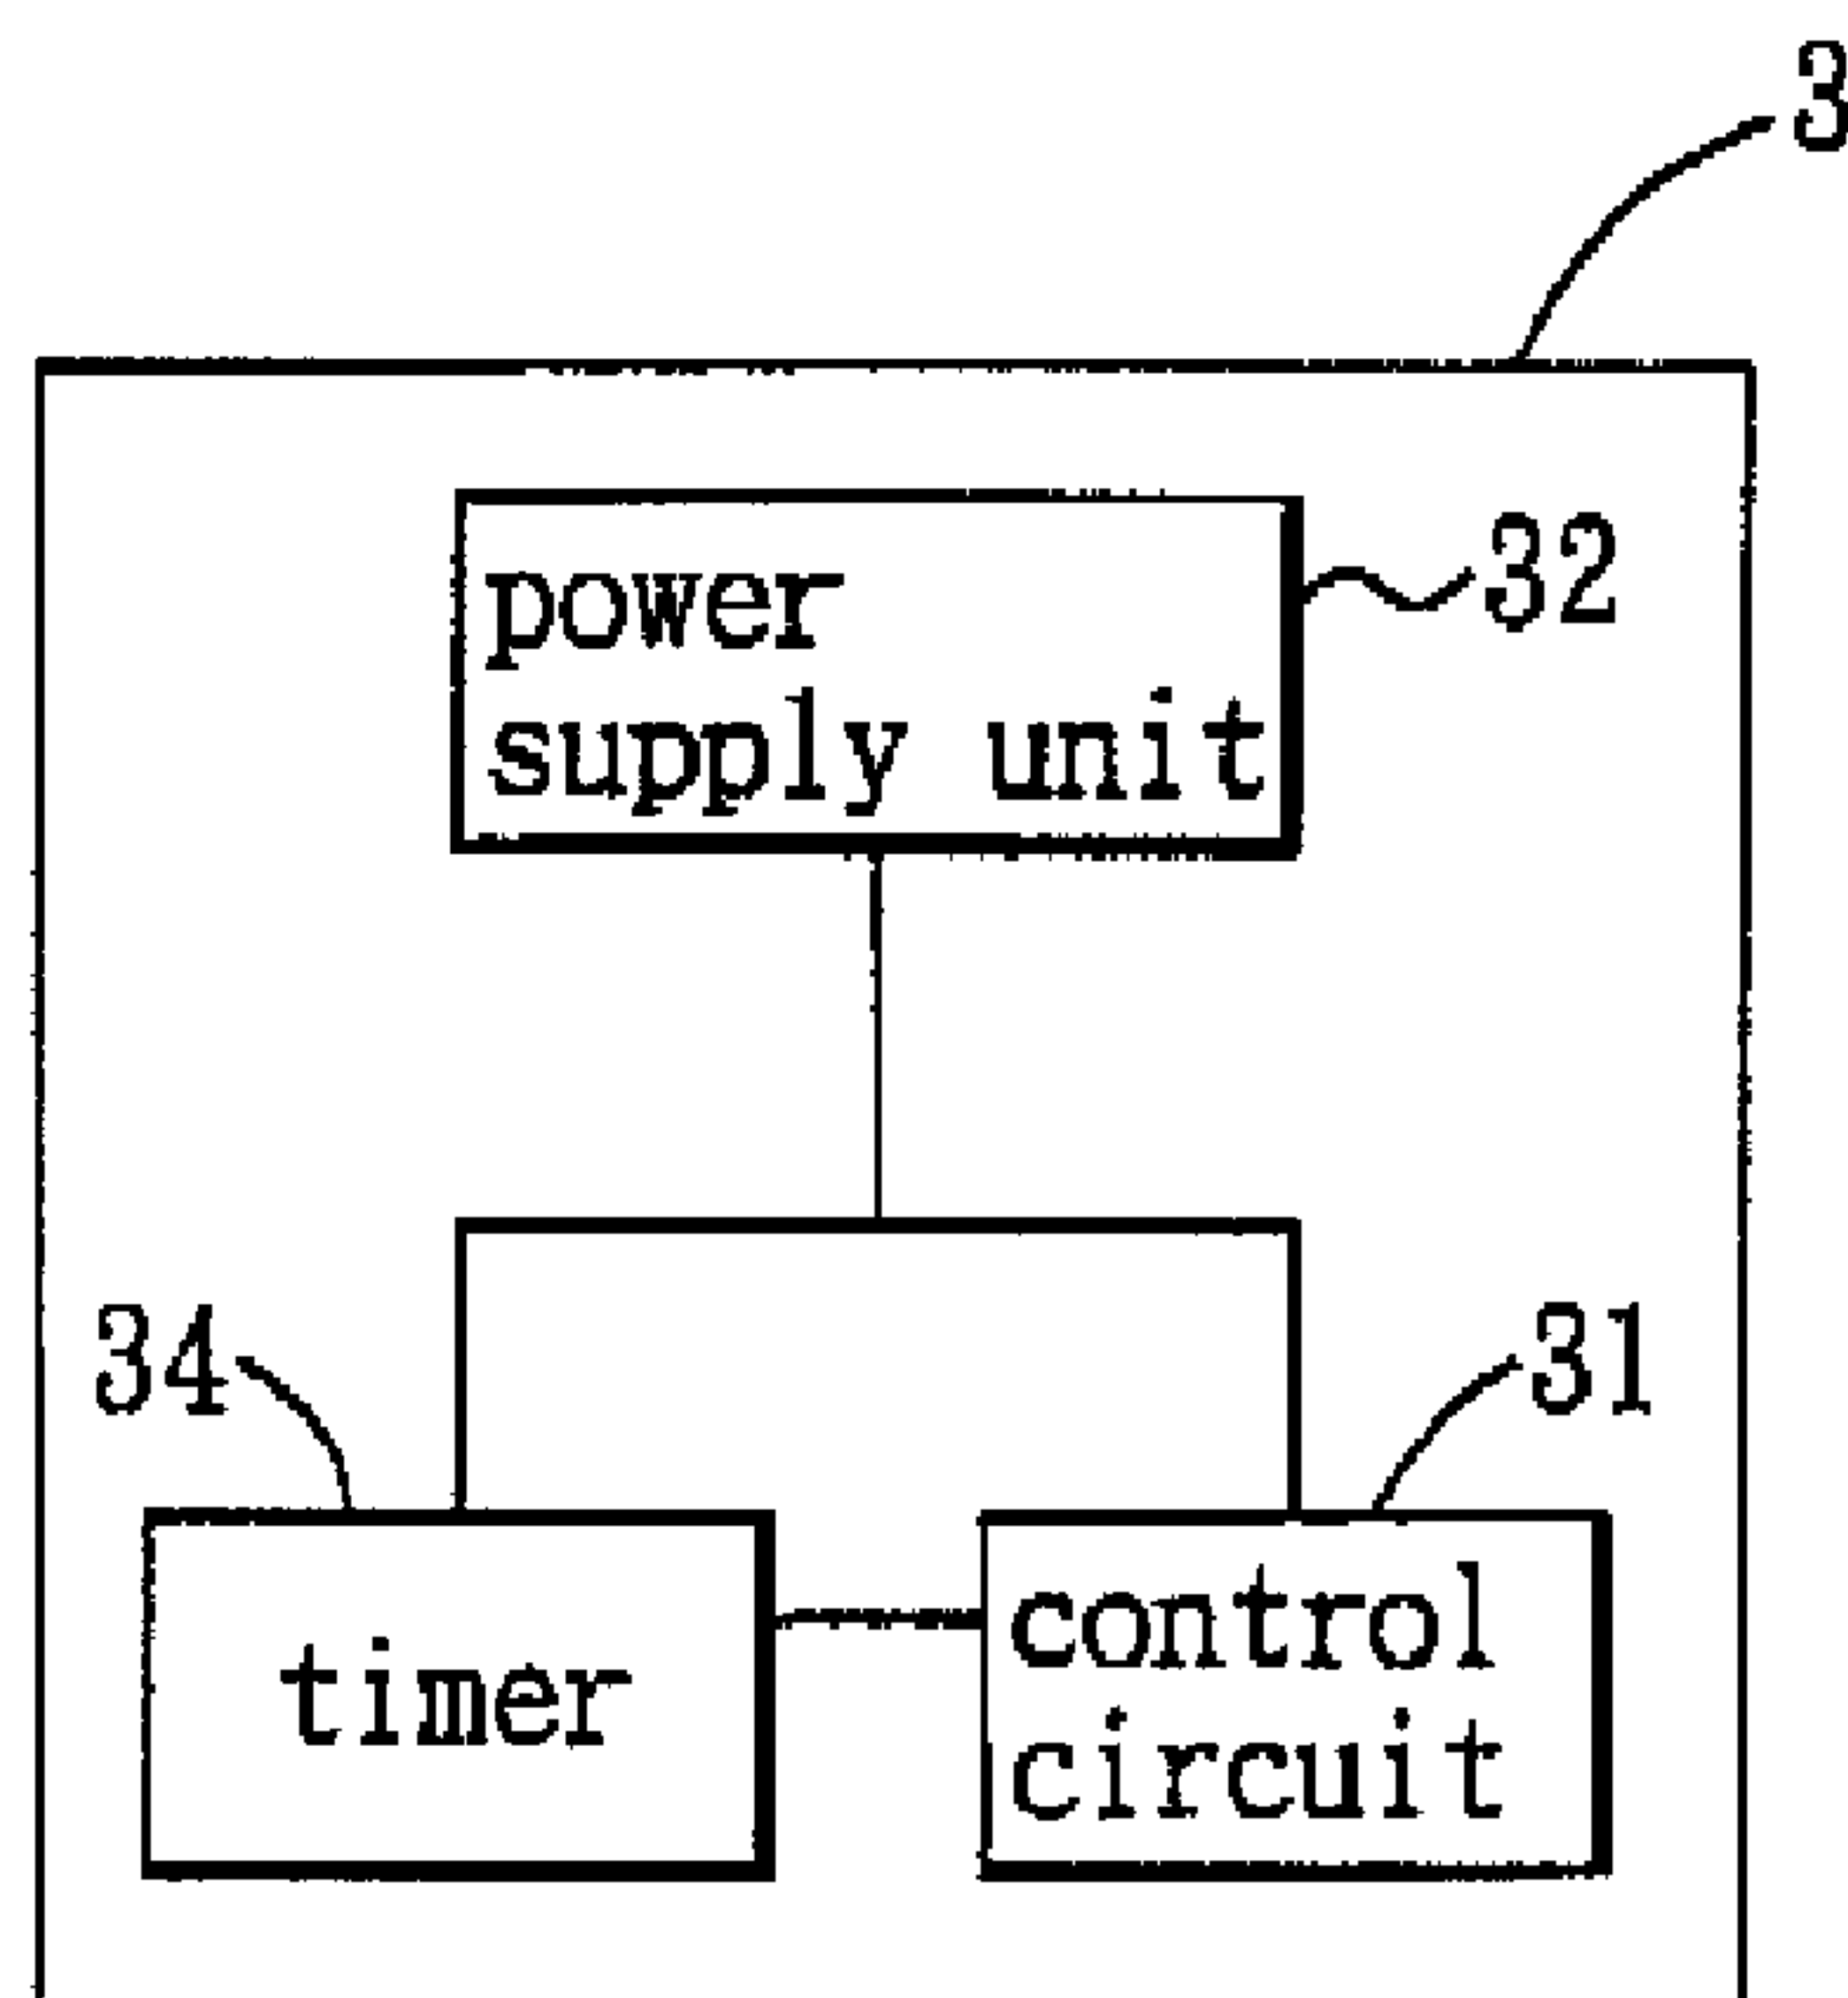 3
power
32
supply unit
34
31
timer
control
circuit